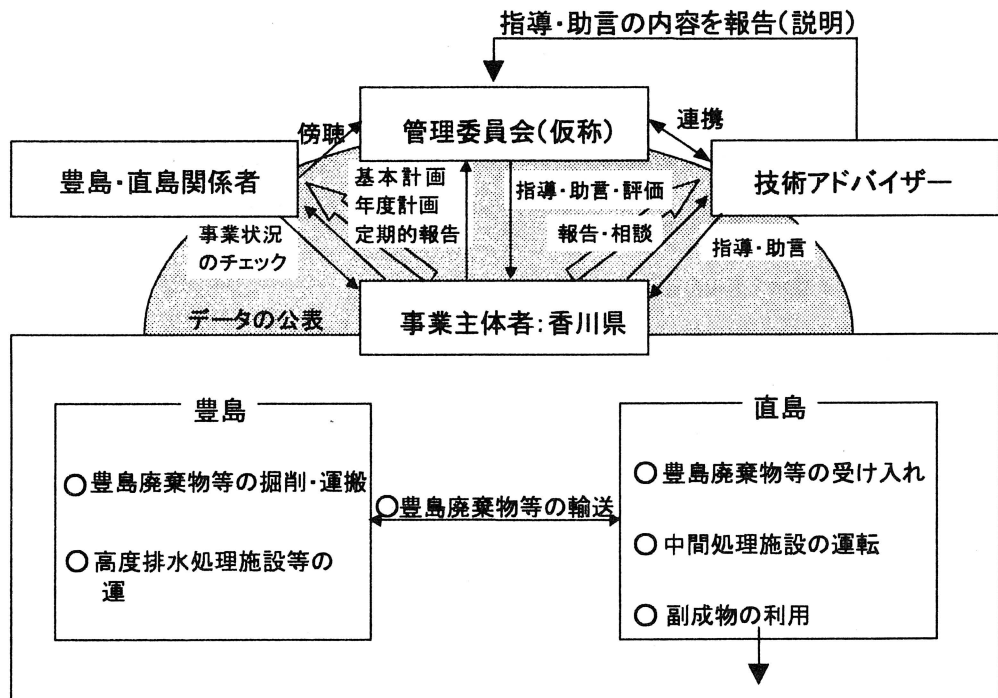 指導・助言の内容を報告(説明)
管理委員会(仮称)
傍聴
連携
豊島・直島関係者
技術アドバイザー
基本計画
年度計画
定期的報告
指導・助言・評価
報告・相談
事業状況
のチェック
指導・助言
データの公表
事業主体者:香川県
豊島
○豊島廃棄物等の掘削・運搬
○高度排水処理施設等の
運
○豊島廃棄物等の輸送
直島
○豊島廃棄物等の受け入れ
○中間処理施設の運転
○副成物の利用